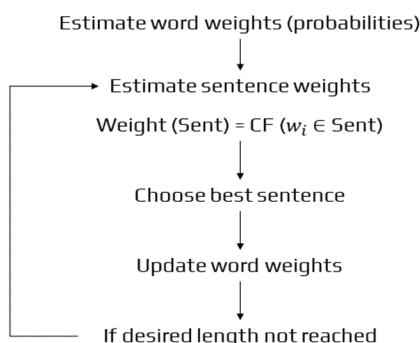 Estimate word weights (probabilities)
Estimate sentence weights
Weight (Sent) = CF (𝑤ᵢ ∈ Sent)
Choose best sentence
Update word weights
If desired length not reached